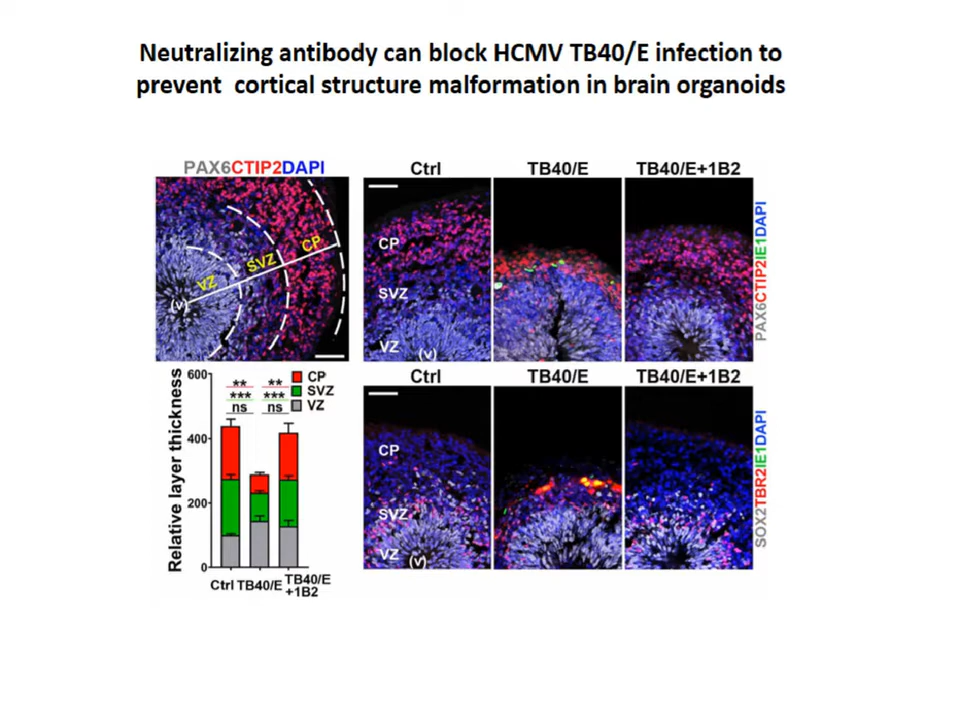 Neutralizing antibody can block HCMV TB40/E infection to
prevent cortical structure malformation in brain organoids
PAX6CTIP2DAPI
CP
SVZ
VZ
(v)
Ctrl
TB40/E
TB40/E+1B2
CP
SVZ
VZ
(v)
PAX6CTIP2IE1DAPI
Relative layer thickness
600
400
200
0
** **
*** ***
ns ns
CP
SVZ
VZ
Ctrl
TB40/E
TB40/E
+1B2
Ctrl
TB40/E
TB40/E+1B2
CP
SVZ
VZ
(v)
SOX2TBR2IE1DAPI